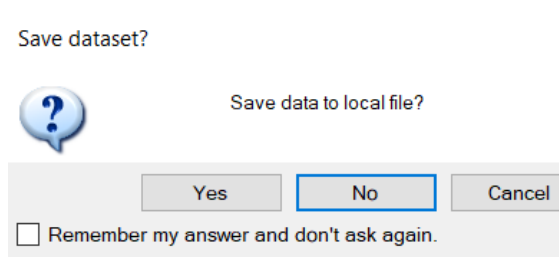 Save dataset?
Save data to local file?
Yes No Cancel
Remember my answer and don't ask again.